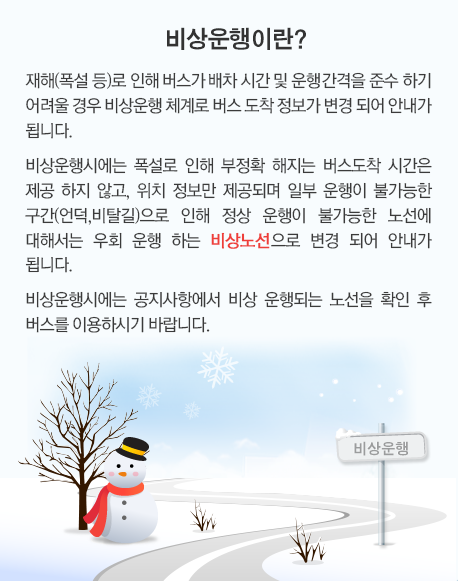 비상운행이란?
재해(폭설 등)로 인해 버스가 배차 시간 및 운행간격을 준수 하기
어려울 경우 비상운행 체계로 버스 도착 정보가 변경 되어 안내가
됩니다.
비상운행시에는 폭설로 인해 부정확 해지는 버스도착 시간은
제공 하지 않고, 위치 정보만 제공되며 일부 운행이 불가능한
구간(언덕,비탈길)으로 인해 정상 운행이 불가능한 노선에
대해서는 우회 운행 하는 비상노선으로 변경 되어 안내가
됩니다.
비상운행시에는 공지사항에서 비상 운행되는 노선을 확인 후
버스를 이용하시기 바랍니다.
비상운행